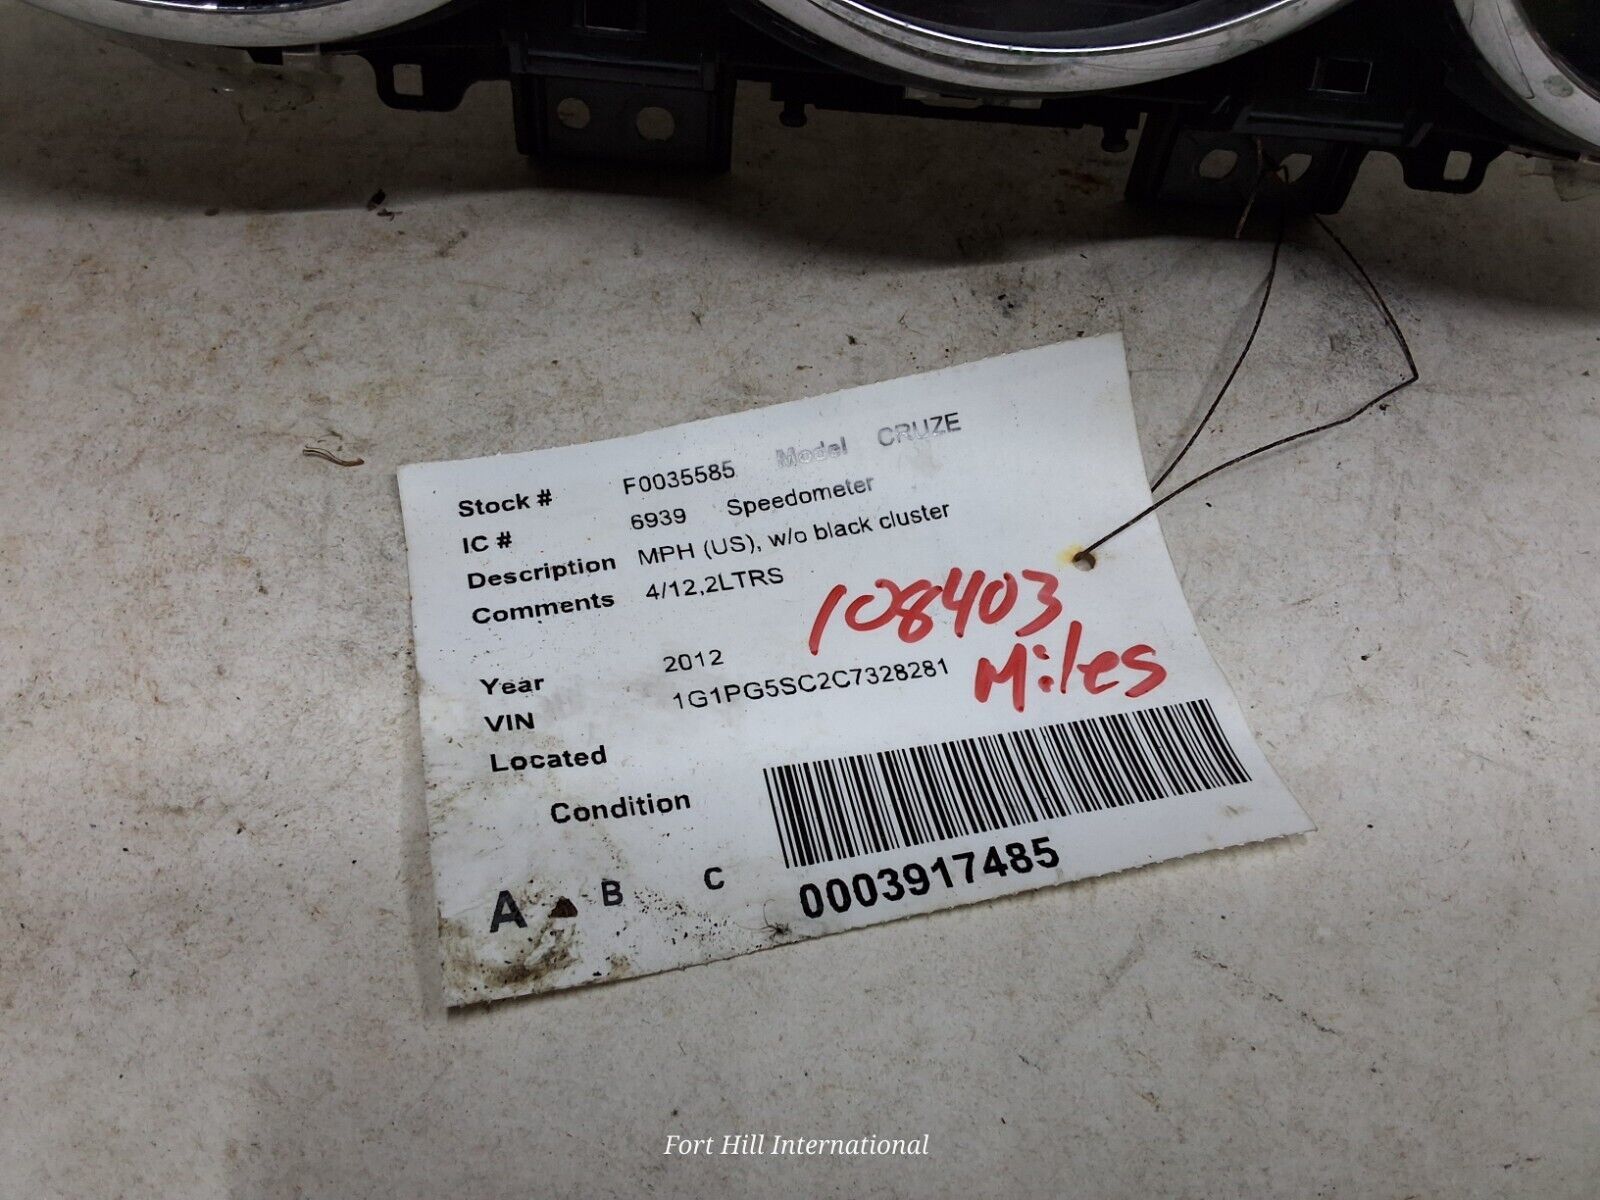 Stock # F0035585 Model CRUZE
IC # 6939 Speedometer
Description MPH (US), w/o black cluster
Comments 4/12,2LTRS
108403
Miles
Year 2012
VIN 1G1PG5SC2C7328281
Located
Condition
A B C
0003917485
Fort Hill International